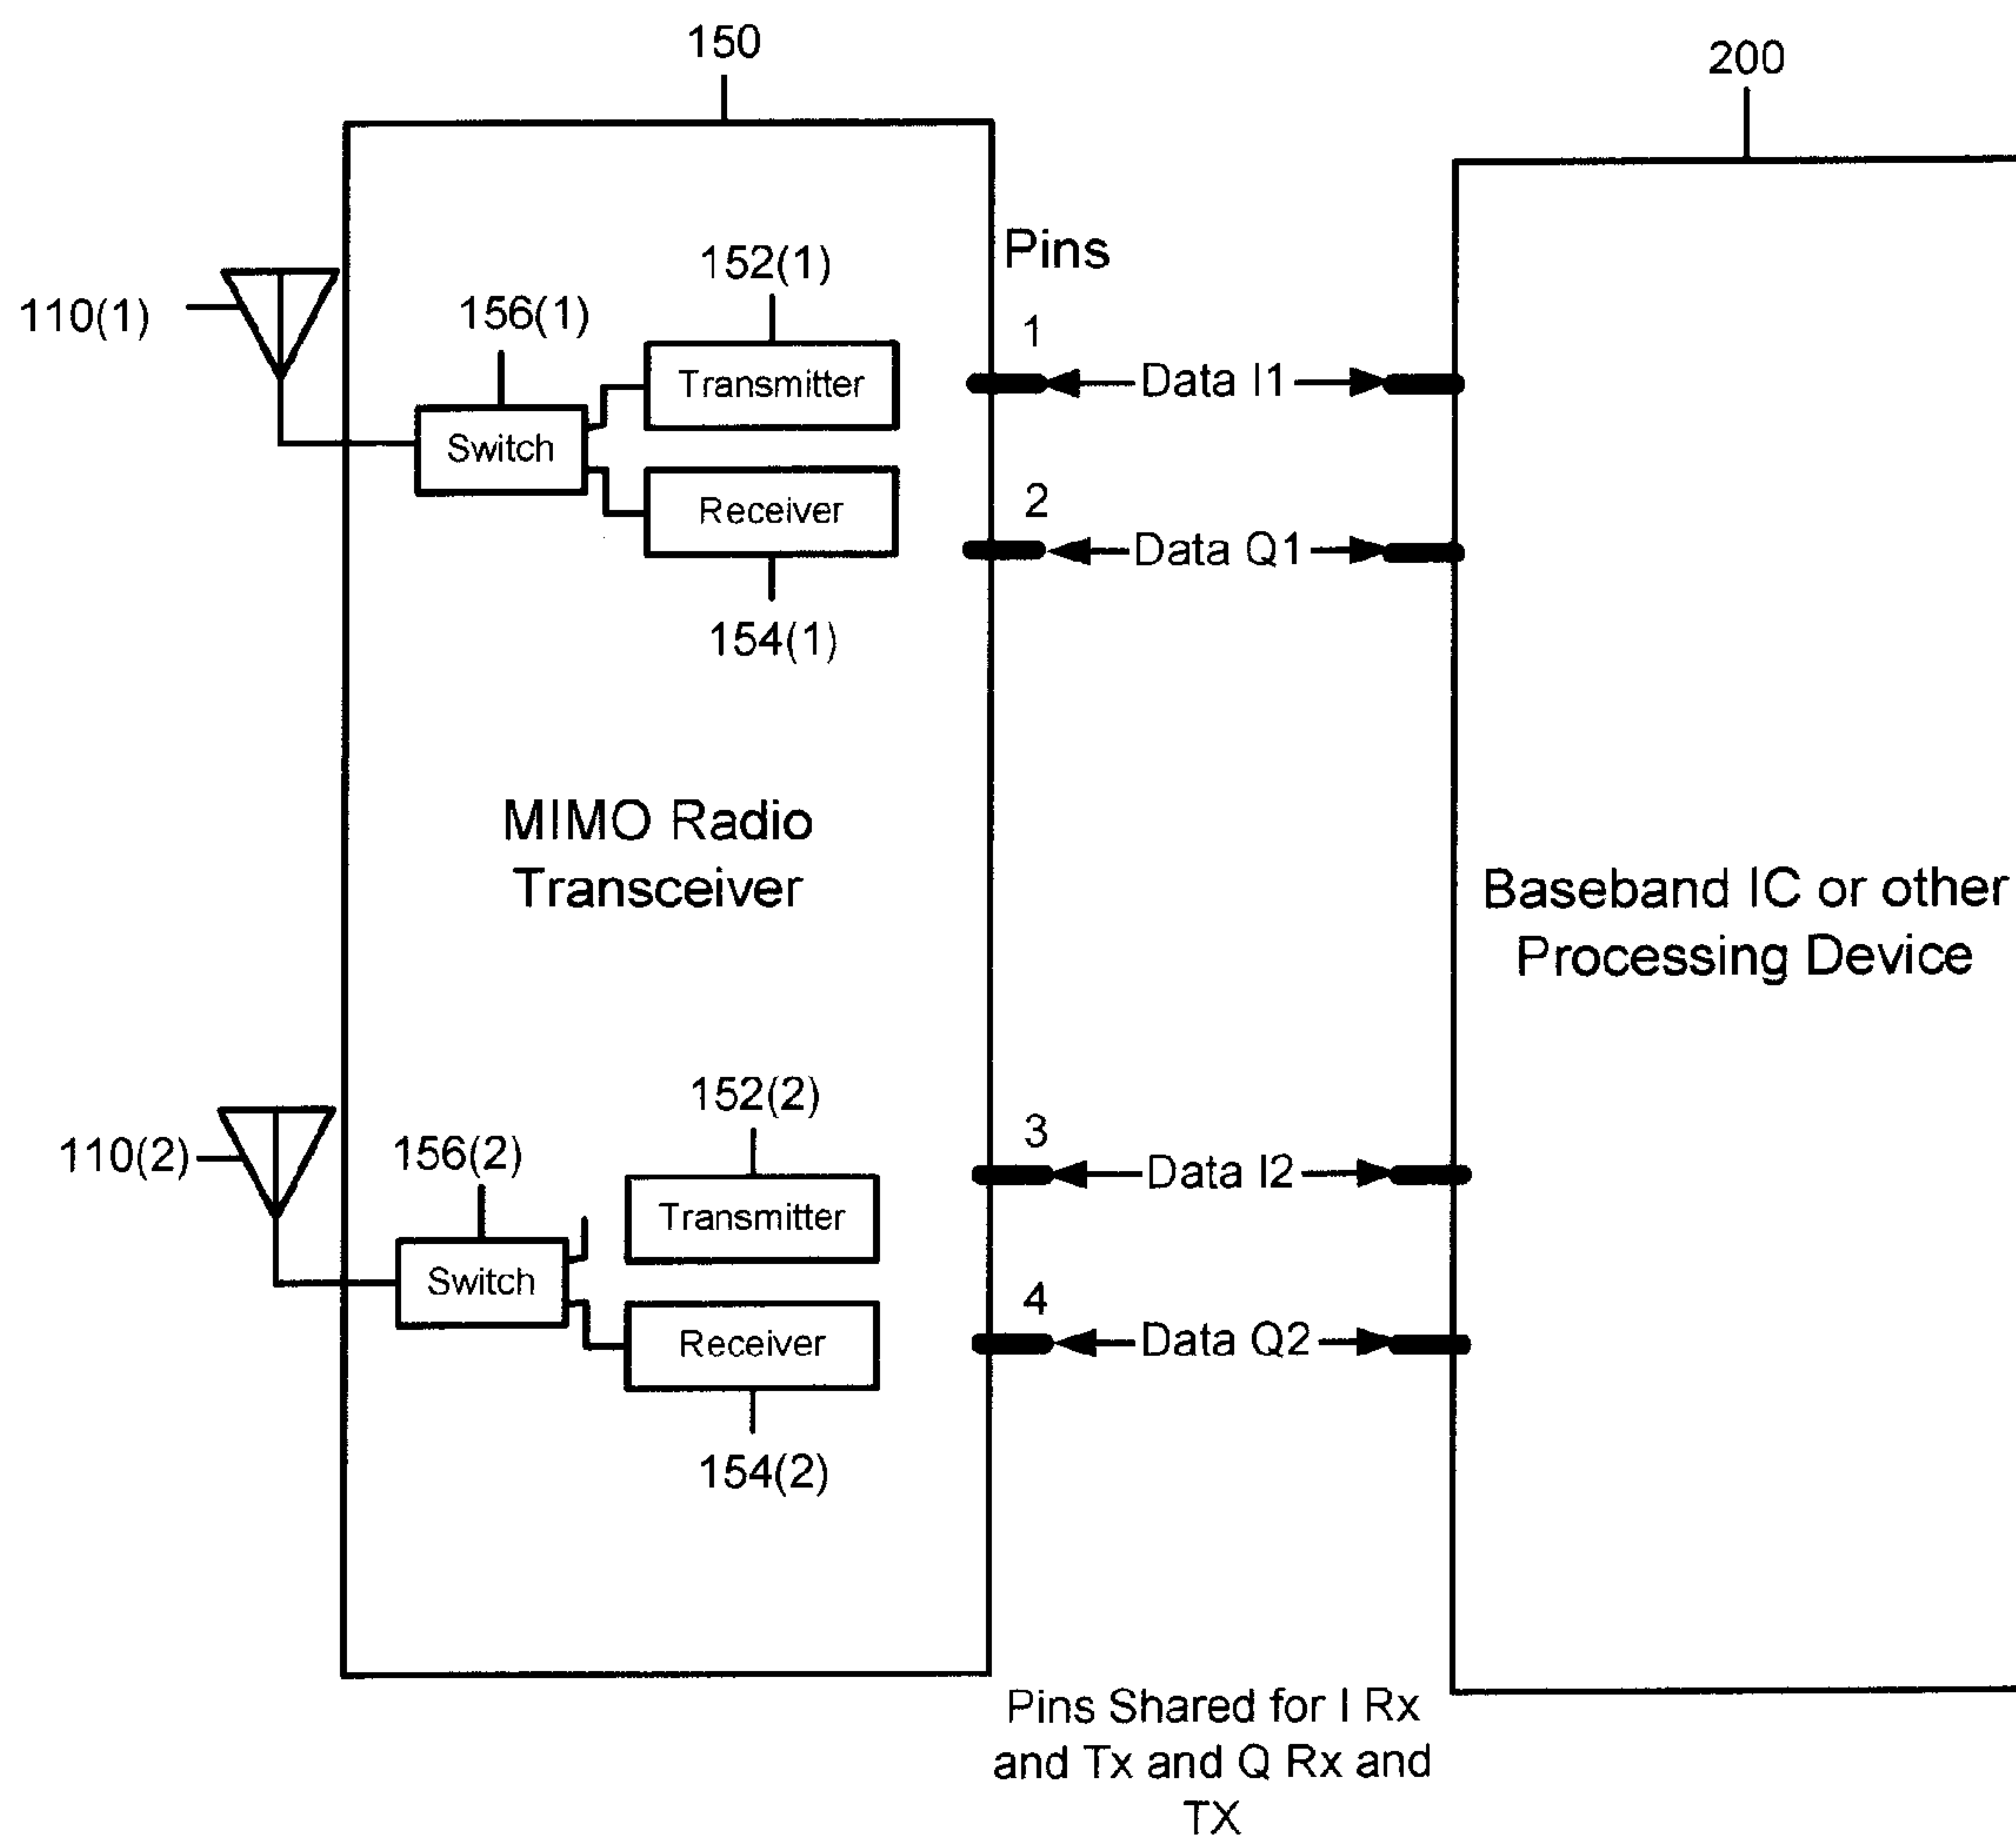 150
200
Pins
152(1)
110(1)
156(1)
1
Transmitter
Data I1
Switch
2
Receiver
Data Q1
154(1)
MIMO Radio
Transceiver
Baseband IC or other
Processing Device
152(2)
110(2)
156(2)
3
Transmitter
Data I2
Switch
4
Receiver
Data Q2
154(2)
Pins Shared for I Rx
and Tx and Q Rx and
TX